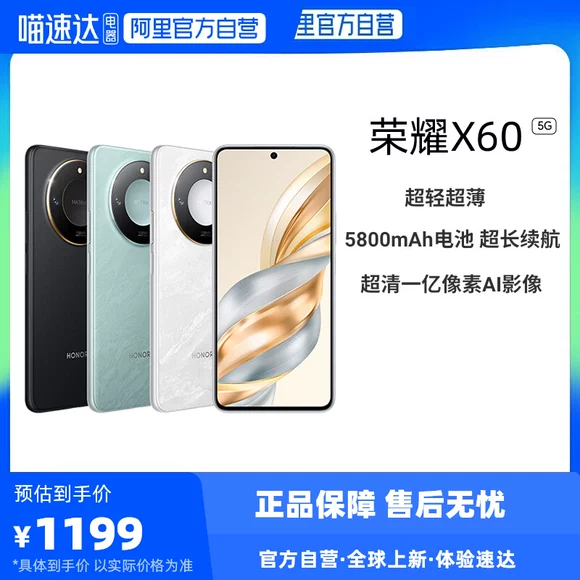 喵速达电器 阿里官方自营 里官方自营
荣耀X60 5G
超轻超薄
5800mAh电池 超长续航
超清一亿像素AI影像
HONOR
HONOR
HONOR
预估到手价
¥1199
*具体到手价 以实际价格为准
正品保障 售后无忧
官方自营·全球上新·体验速达